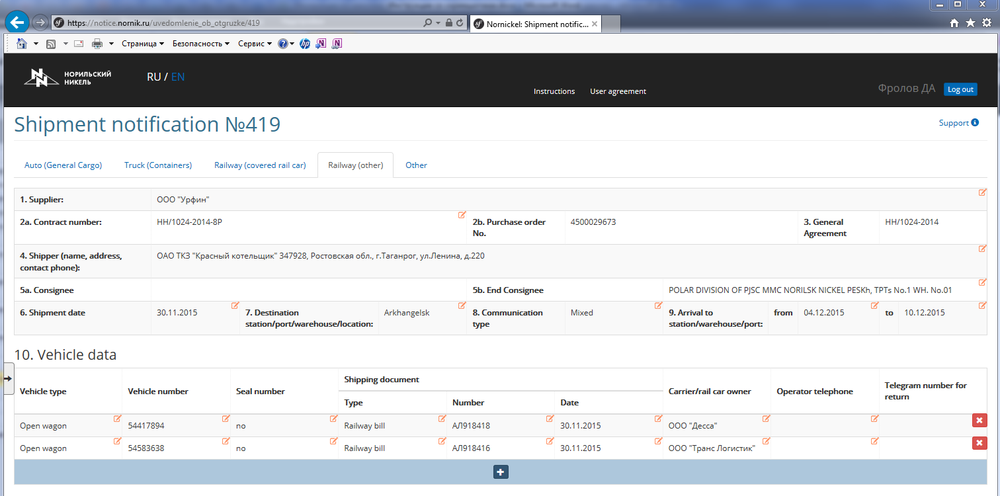 https://notice.nornik.ru/uvedomlenie_ob_otgruzke/419
Nornickel: Shipment notific...
Страница Безопасность Сервис
НОРИЛЬСКИЙ
НИКЕЛЬ
RU / EN
Instructions User agreement
Фролов ДА Log out
Shipment notification №419
Support
Auto (General Cargo) Truck (Containers) Railway (covered rail car) Railway (other) Other
1. Supplier: ООО "Урфин"
2a. Contract number: НН/1024-2014-8Р 2b. Purchase order No. 4500029673 3. General Agreement НН/1024-2014
4. Shipper (name, address, contact phone): ОАО ТКЗ "Красный котельщик" 347928, Ростовская обл., г.Таганрог, ул.Ленина, д.220
5a. Consignee 5b. End Consignee POLAR DIVISION OF PJSC MMC NORILSK NICKEL PESKh, TPTs No.1 WH. No.01
6. Shipment date 30.11.2015 7. Destination station/port/warehouse/location: Arkhangelsk 8. Communication type Mixed 9. Arrival to station/warehouse/port: from 04.12.2015 to 10.12.2015
10. Vehicle data
Vehicle type Vehicle number Seal number Shipping document Carrier/rail car owner Operator telephone Telegram number for return
Type Number Date
Open wagon 54417894 no Railway bill АЛ918418 30.11.2015 ООО "Десса"
Open wagon 54583638 no Railway bill АЛ918416 30.11.2015 ООО "Транс Логистик"